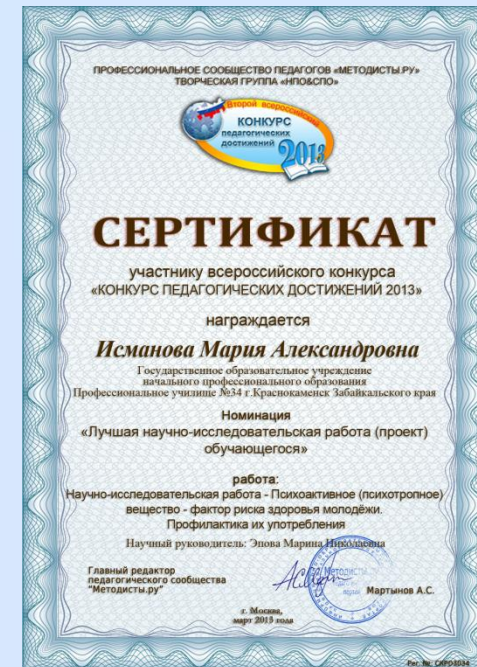 ПРОФЕССИОНАЛЬНОЕ СООБЩЕСТВО ПЕДАГОГОВ «МЕТОДИСТЫ.РУ»
ТВОРЧЕСКАЯ ГРУППА «НПО&СПО»
Второй всероссийский
КОНКУРС
педагогических
достижений
2013
СЕРТИФИКАТ
участнику всероссийского конкурса
«КОНКУРС ПЕДАГОГИЧЕСКИХ ДОСТИЖЕНИЙ 2013»
награждается
Исманова Мария Александровна
Государственное образовательное учреждение
начального профессионального образования
Профессиональное училище №34 г.Краснокаменск Забайкальского края
Номинация
«Лучшая научно-исследовательская работа (проект)
обучающегося»
работа:
Научно-исследовательская работа - Психоактивное (психотропное)
вещество - фактор риска здоровья молодёжи.
Профилактика их употребления
Научный руководитель: Эпова Марина Николаевна
Главный редактор
педагогического сообщества
"Методисты.ру"
Методисты
Мартынов А.С.
г. Москва,
март 2013 года
Рег. №: СКРD3034